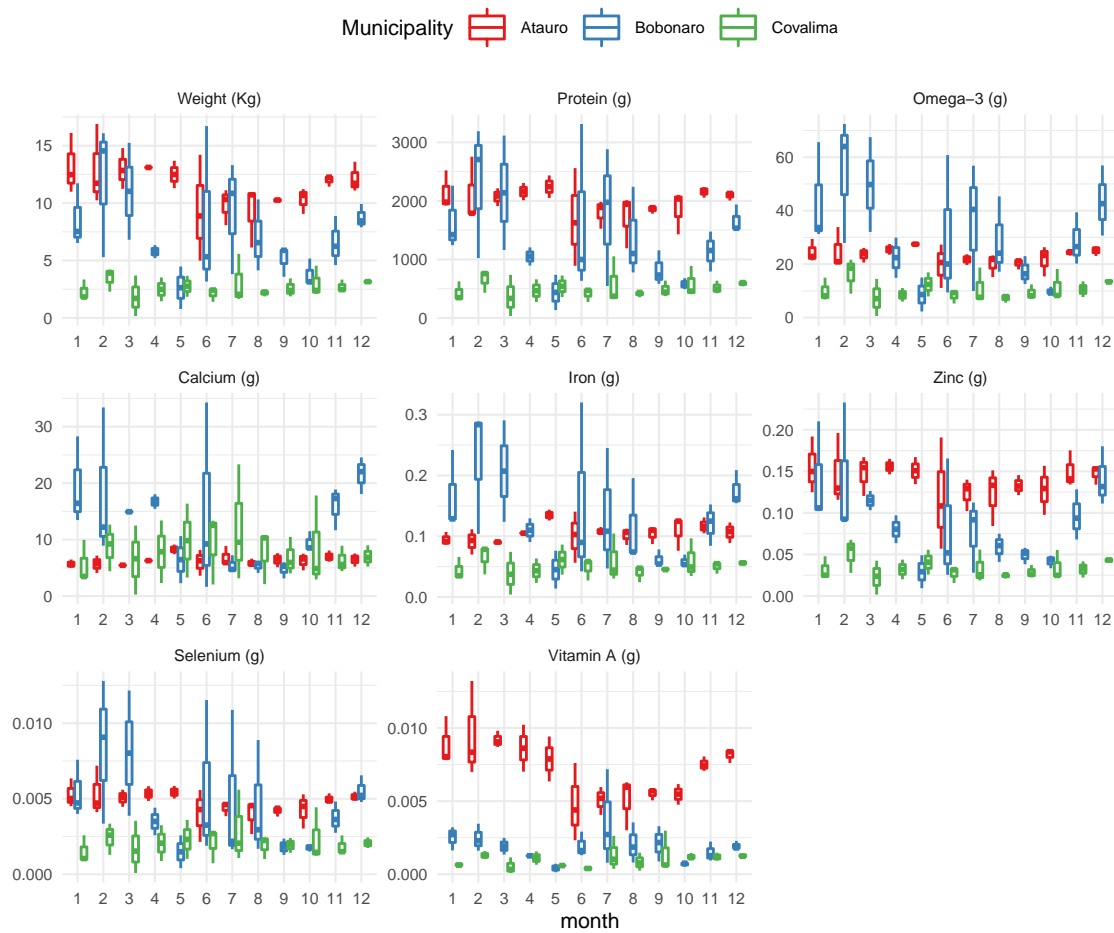 Municipality Atauro Bobonaro Covalima
Weight (Kg) Protein (g) Omega−3 (g)
15
10
5
0
1 2 3 4 5 6 7 8 9 10 11 12
3000
2000
1000
0
1 2 3 4 5 6 7 8 9 10 11 12
60
40
20
0
1 2 3 4 5 6 7 8 9 10 11 12
Calcium (g) Iron (g) Zinc (g)
30
20
10
0
1 2 3 4 5 6 7 8 9 10 11 12
0.3
0.2
0.1
0.0
1 2 3 4 5 6 7 8 9 10 11 12
0.20
0.15
0.10
0.05
0.00
1 2 3 4 5 6 7 8 9 10 11 12
Selenium (g) Vitamin A (g)
0.010
0.005
0.000
1 2 3 4 5 6 7 8 9 10 11 12
0.010
0.005
0.000
1 2 3 4 5 6 7 8 9 10 11 12
month